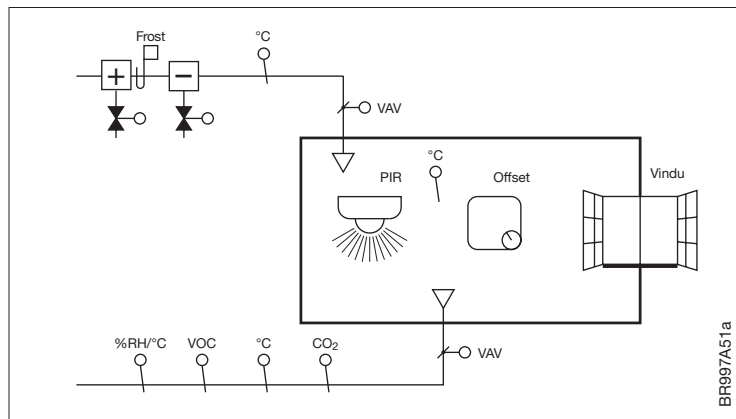 Frost
°C
VAV
°C
PIR
Offset
Vindu
%RH/°C
VOC
°C
CO₂
VAV
BR997A51a